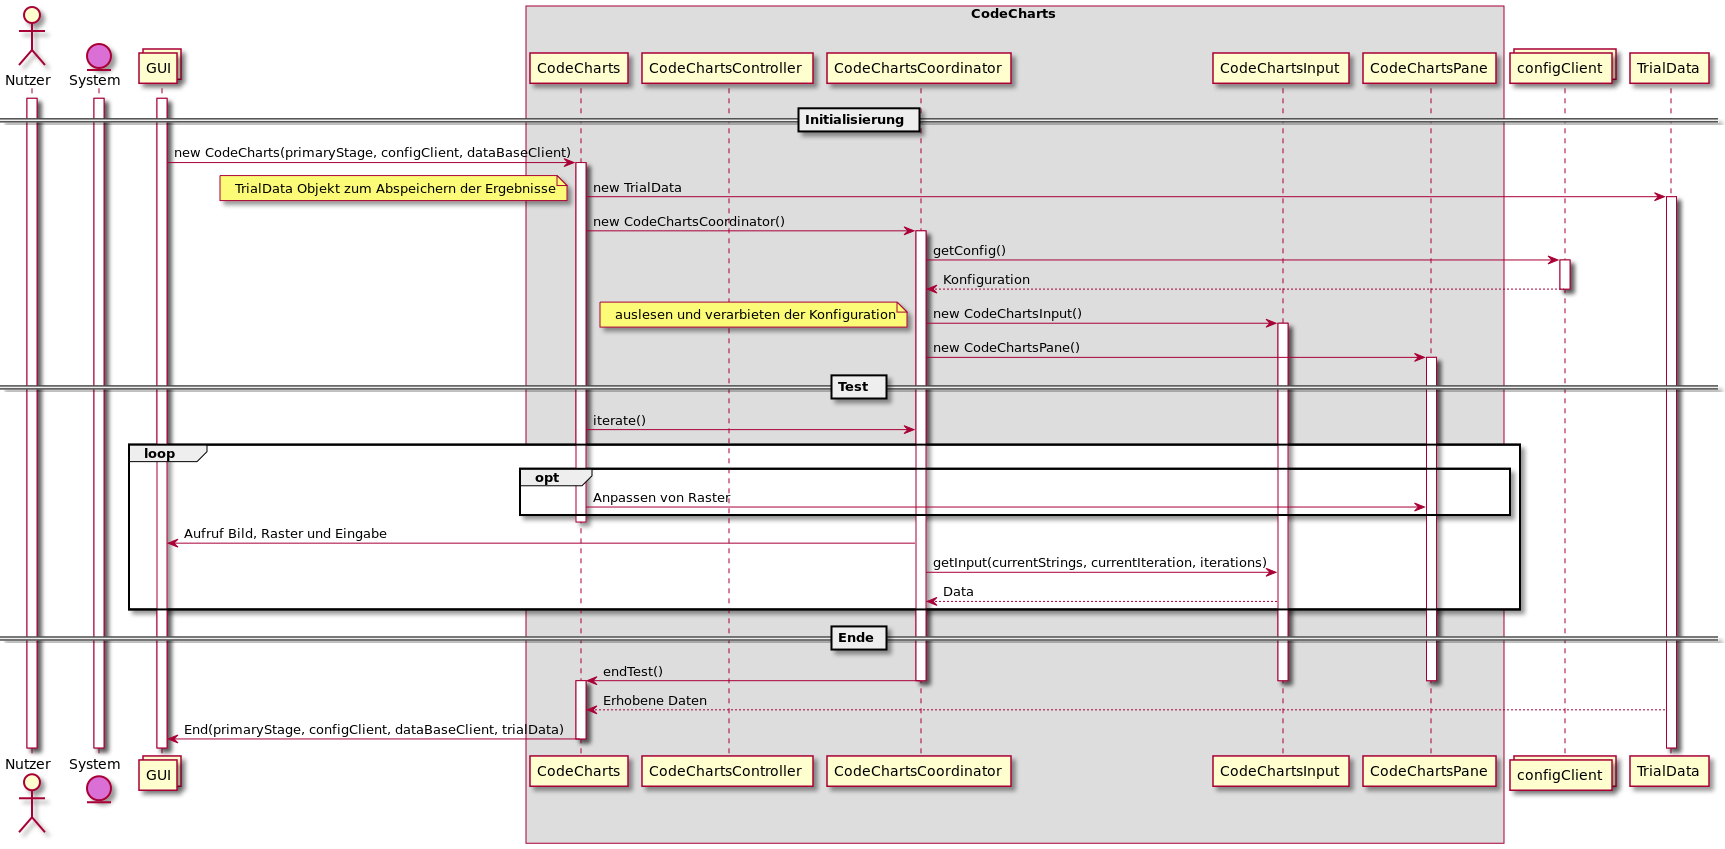 CodeCharts
Nutzer
System
GUI
CodeCharts
CodeChartsController
CodeChartsCoordinator
CodeChartsInput
CodeChartsPane
configClient
TrialData
Initialisierung
new CodeCharts(primaryStage, configClient, dataBaseClient)
TrialData Objekt zum Abspeichern der Ergebnisse
new TrialData
new CodeChartsCoordinator()
getConfig()
Konfiguration
auslesen und verarbieten der Konfiguration
new CodeChartsInput()
new CodeChartsPane()
Test
iterate()
loop
opt
Anpassen von Raster
Aufruf Bild, Raster und Eingabe
getInput(currentStrings, currentIteration, iterations)
Data
Ende
endTest()
Erhobene Daten
End(primaryStage, configClient, dataBaseClient, trialData)
Nutzer
System
GUI
CodeCharts
CodeChartsController
CodeChartsCoordinator
CodeChartsInput
CodeChartsPane
configClient
TrialData